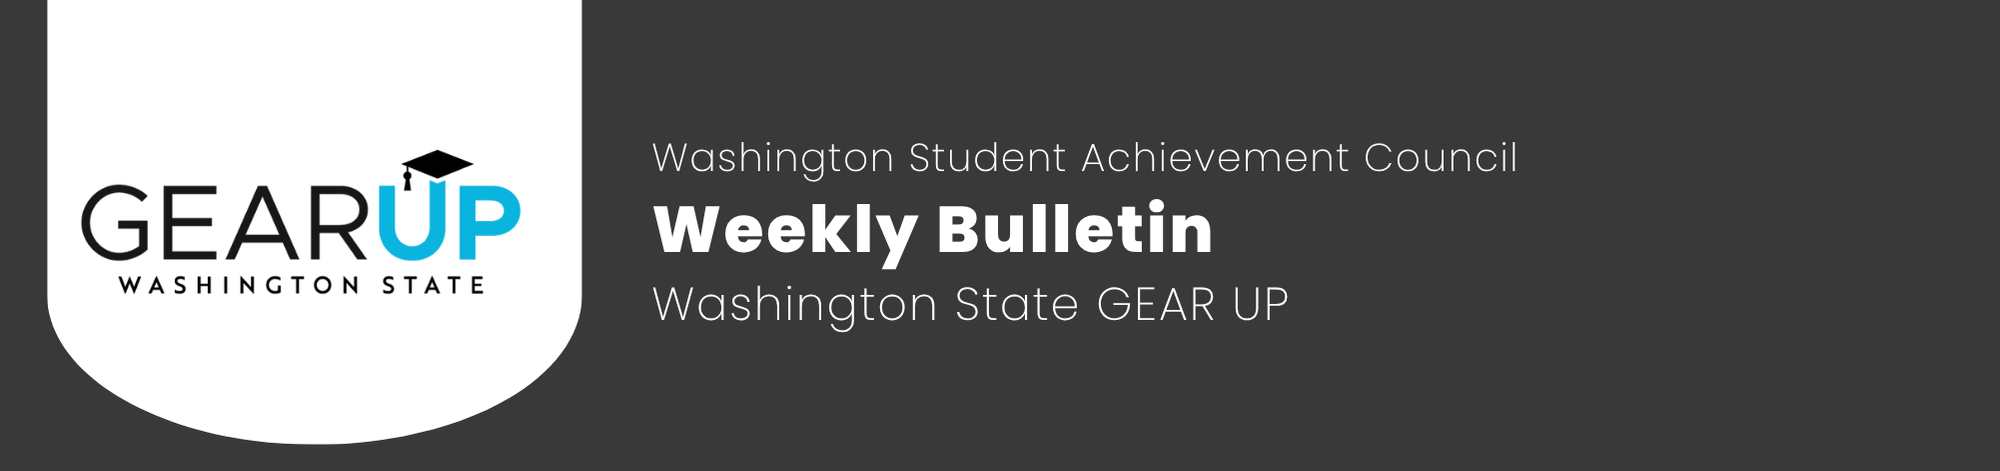 GEARUP
WASHINGTON STATE
Washington Student Achievement Council
Weekly Bulletin
Washington State GEAR UP